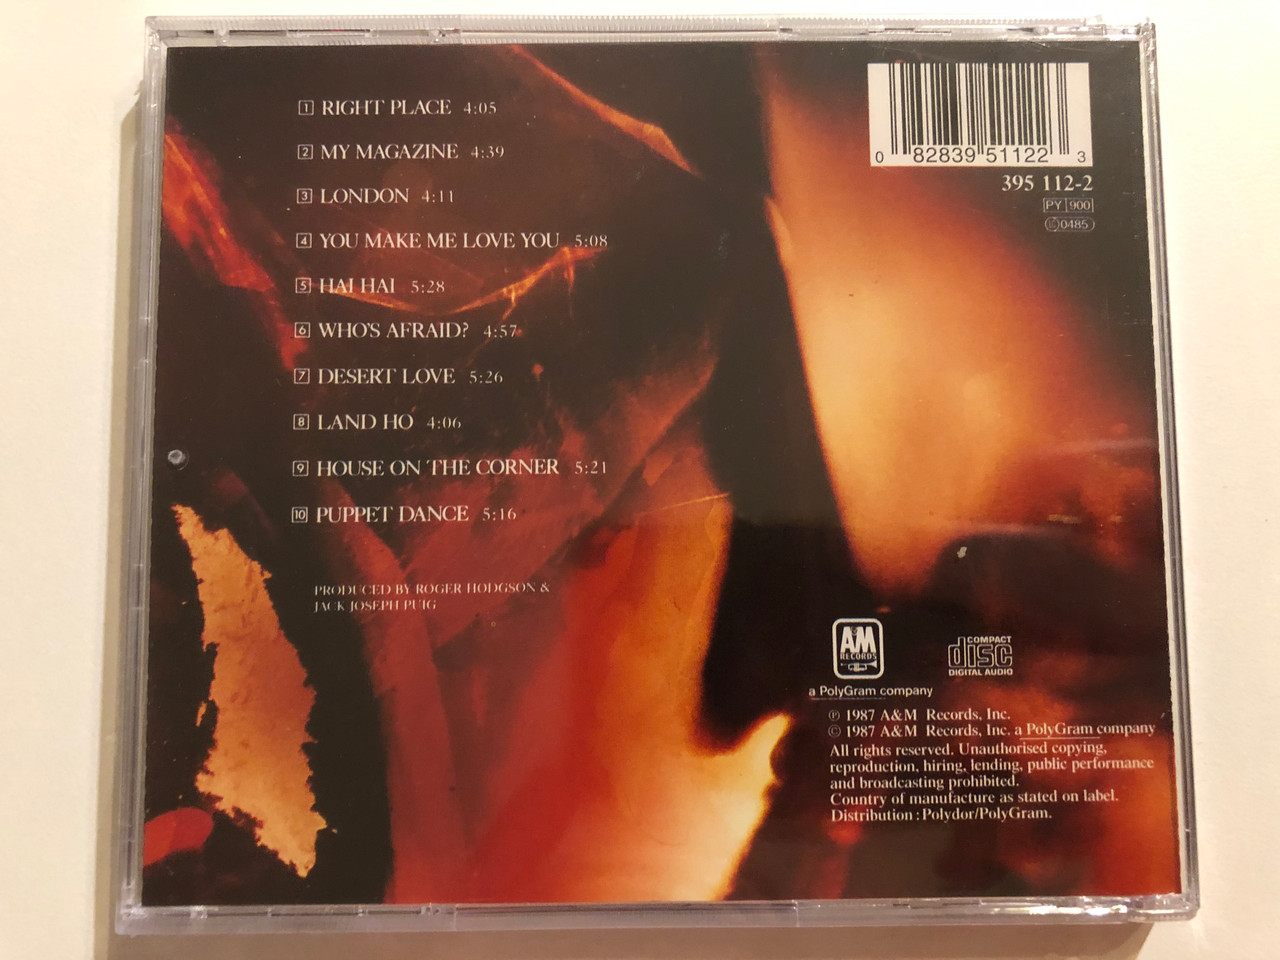 1 RIGHT PLACE 4:05
2 MY MAGAZINE 4:39
3 LONDON 4:11
4 YOU MAKE ME LOVE YOU 5:08
5 HAI HAI 5:28
6 WHO'S AFRAID? 4:57
7 DESERT LOVE 5:26
8 LAND HO 4:06
9 HOUSE ON THE CORNER 5:21
10 PUPPET DANCE 5:16
PRODUCED BY ROGER HODGSON &
JACK JOSEPH PUIG
0 82839 51122 3
395 112-2
PY 900
LC 0485
A&M
RECORDS
a PolyGram company
COMPACT
disc
DIGITAL AUDIO
℗ 1987 A&M Records, Inc.
© 1987 A&M Records, Inc. a PolyGram company
All rights reserved. Unauthorised copying,
reproduction, hiring, lending, public performance
and broadcasting prohibited.
Country of manufacture as stated on label.
Distribution : Polydor/PolyGram.